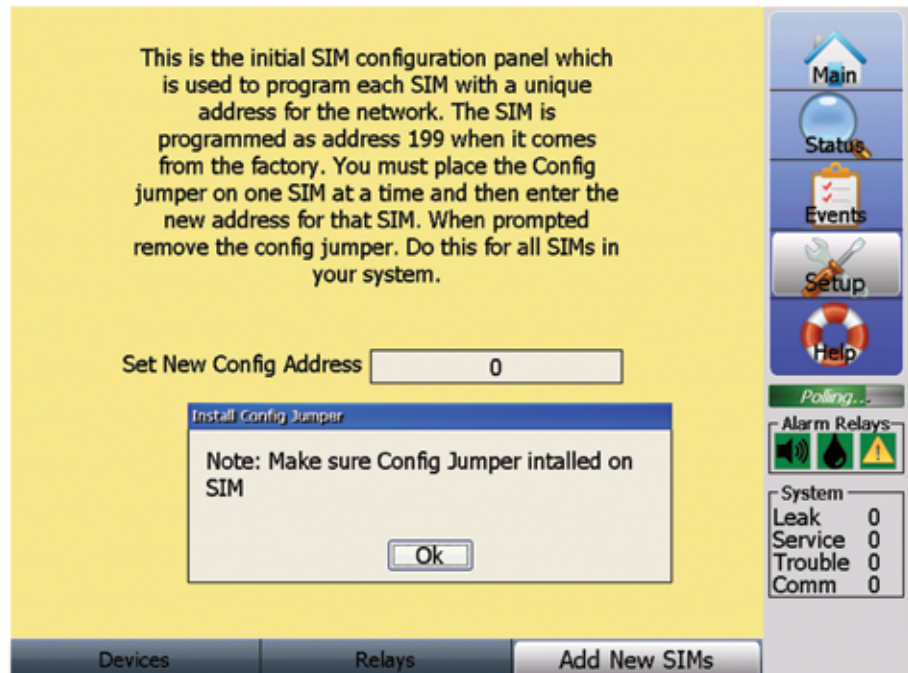 This is the initial SIM configuration panel which
is used to program each SIM with a unique
address for the network. The SIM is
programmed as address 199 when it comes
from the factory. You must place the Config
jumper on one SIM at a time and then enter the
new address for that SIM. When prompted
remove the config jumper. Do this for all SIMs in
your system.
Set New Config Address 0
Install Config Jumper
Note: Make sure Config Jumper intalled on
SIM
Ok
Devices
Relays
Add New SIMs
Main
Status
Events
Setup
Help
Polling...
Alarm Relays
System
Leak 0
Service 0
Trouble 0
Comm 0